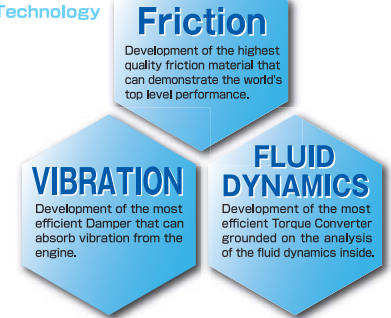 Technology
Friction
Development of the highest
quality friction material that
can demonstrate the world's
top level performance.
VIBRATION
Development of the most
efficient Damper that can
absorb vibration from the
engine.
FLUID
DYNAMICS
Development of the most
efficient Torque Converter
grounded on the analysis
of the fluid dynamics inside.